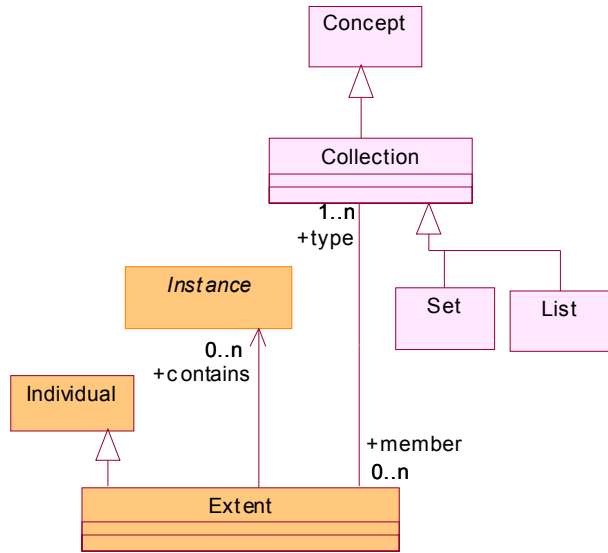 Concept
Collection
1..n
+type
Instance
Set
List
0..n
+contains
Individual
+member
0..n
Extent